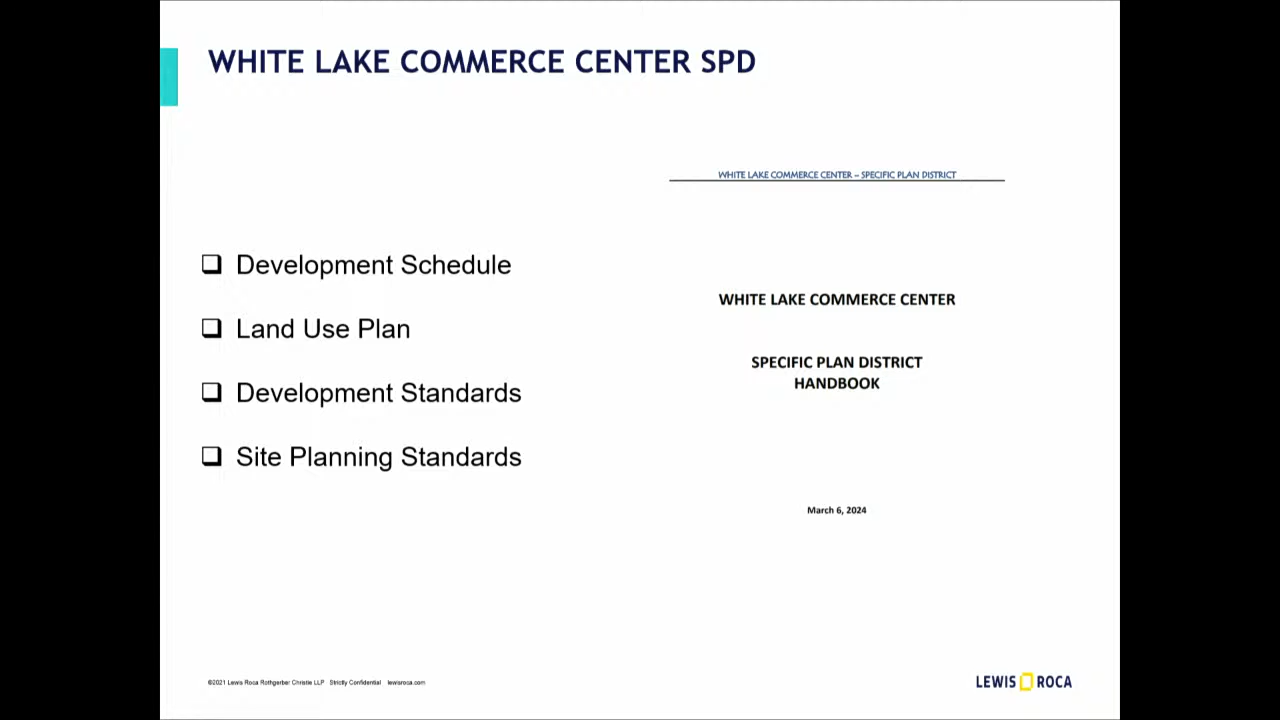 WHITE LAKE COMMERCE CENTER SPD
WHITE LAKE COMMERCE CENTER – SPECIFIC PLAN DISTRICT
❑ Development Schedule
❑ Land Use Plan
❑ Development Standards
❑ Site Planning Standards
WHITE LAKE COMMERCE CENTER
SPECIFIC PLAN DISTRICT
HANDBOOK
March 6, 2024
©2021 Lewis Roca Rothgerber Christie LLP Strictly Confidential lewisroca.com
LEWIS ROCA